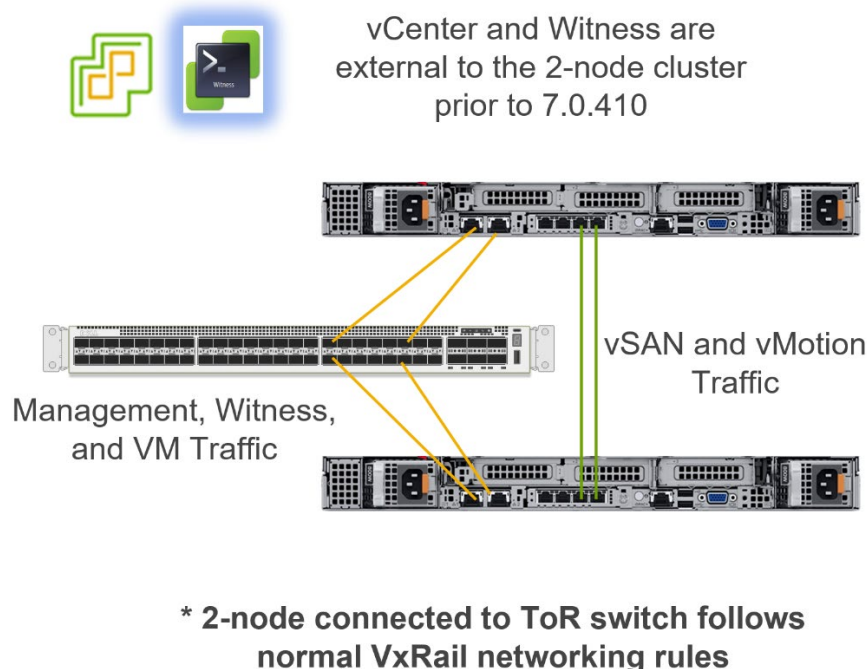 vCenter and Witness are
external to the 2-node cluster
prior to 7.0.410
Witness
vSAN and vMotion
Traffic
Management, Witness,
and VM Traffic
* 2-node connected to ToR switch follows
normal VxRail networking rules